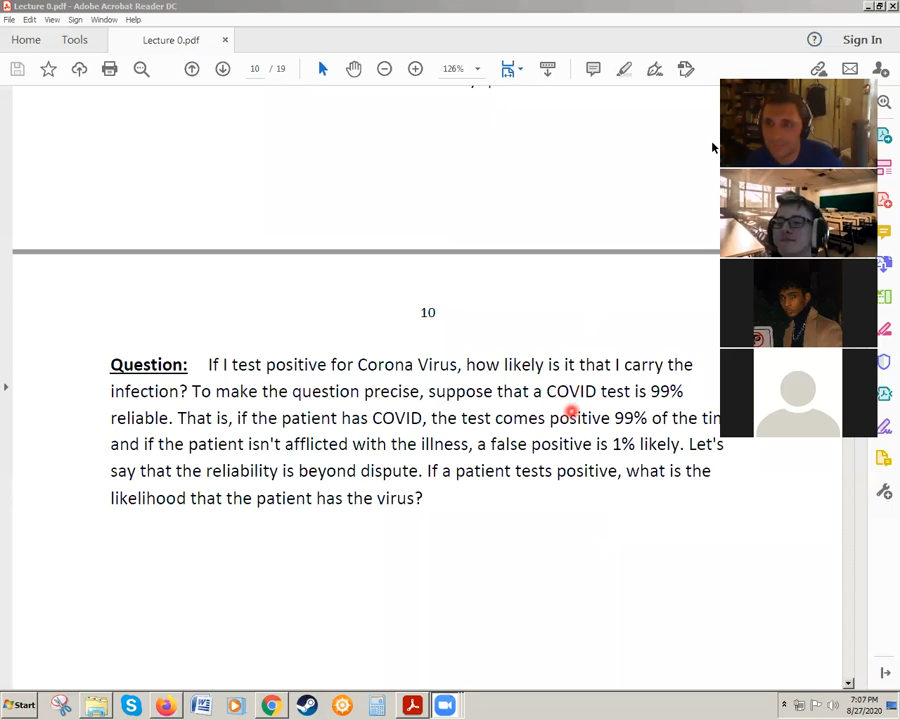 Lecture 0.pdf - Adobe Acrobat Reader DC
File Edit View Sign Window Help
Home Tools Lecture 0.pdf × ? Sign In
10 / 19 126%
10
Question: If I test positive for Corona Virus, how likely is it that I carry the
infection? To make the question precise, suppose that a COVID test is 99%
reliable. That is, if the patient has COVID, the test comes positive 99% of the
and if the patient isn't afflicted with the illness, a false positive is 1% likely. Let's
say that the reliability is beyond dispute. If a patient tests positive, what is the
likelihood that the patient has the virus?
Start
7:07 PM
8/27/2020